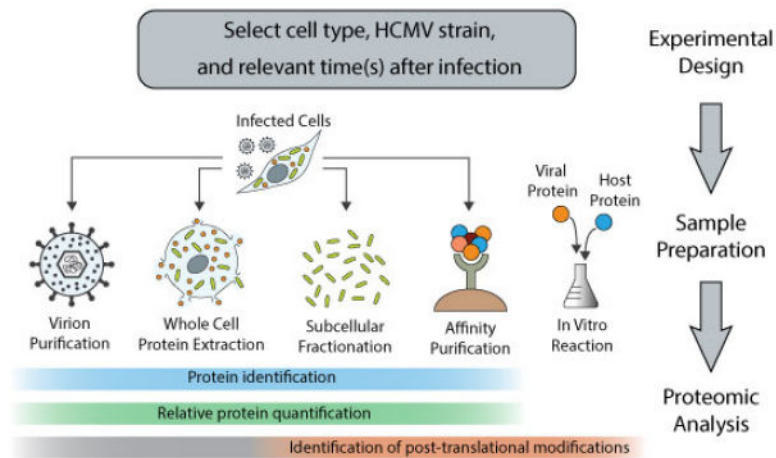 Select cell type, HCMV strain,
and relevant time(s) after infection
Experimental
Design
Infected Cells
Viral
Protein
Host
Protein
Sample
Preparation
Virion
Purification
Whole Cell
Protein Extraction
Subcellular
Fractionation
Affinity
Purification
In Vitro
Reaction
Protein identification
Relative protein quantification
Identification of post-translational modifications
Proteomic
Analysis